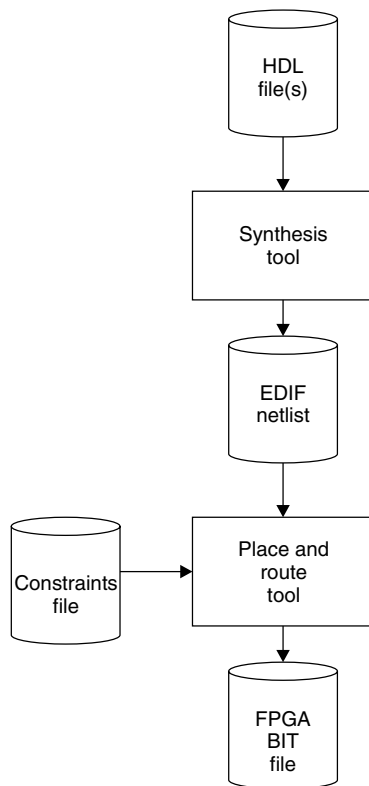 HDL
file(s)
Synthesis
tool
EDIF
netlist
Constraints
file
Place and
route
tool
FPGA
BIT
file